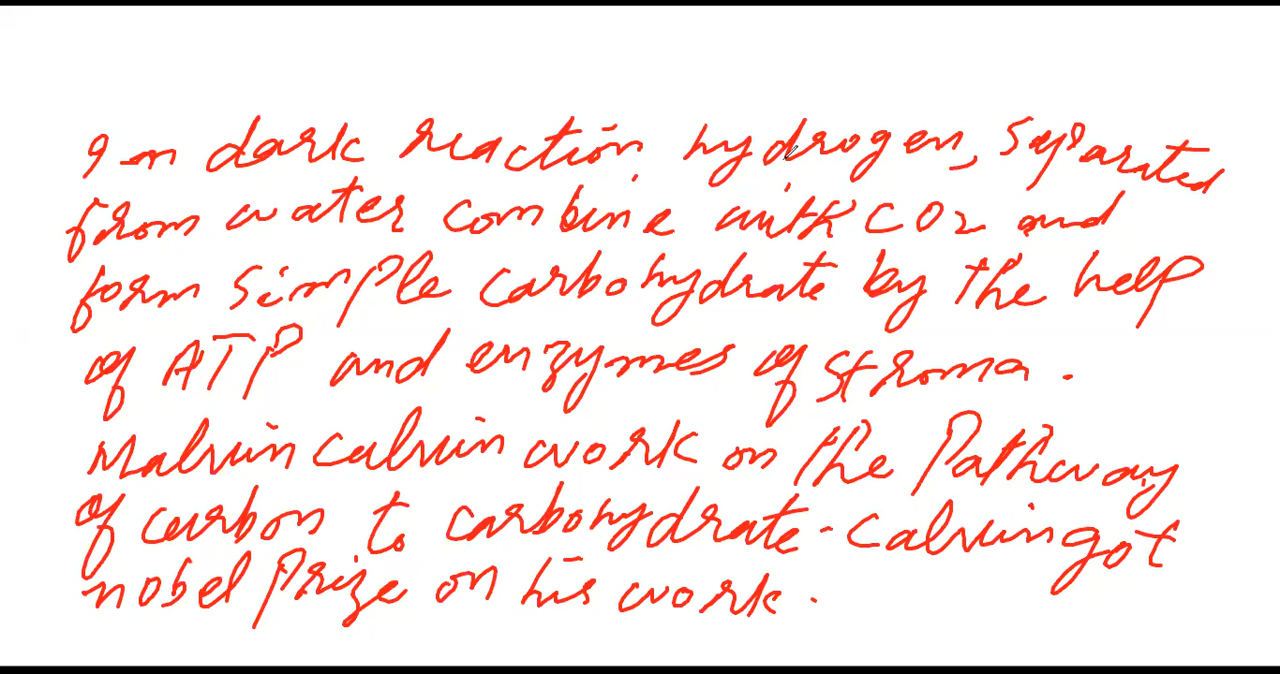 In dark reaction hydrogen, separated
from water combine with CO2 and
form simple carbohydrate by the help
of ATP and enzymes of stroma.
Malvin calvin work on the Pathway
of carbon to carbohydrate. Calvin got
nobel Prize on his work.